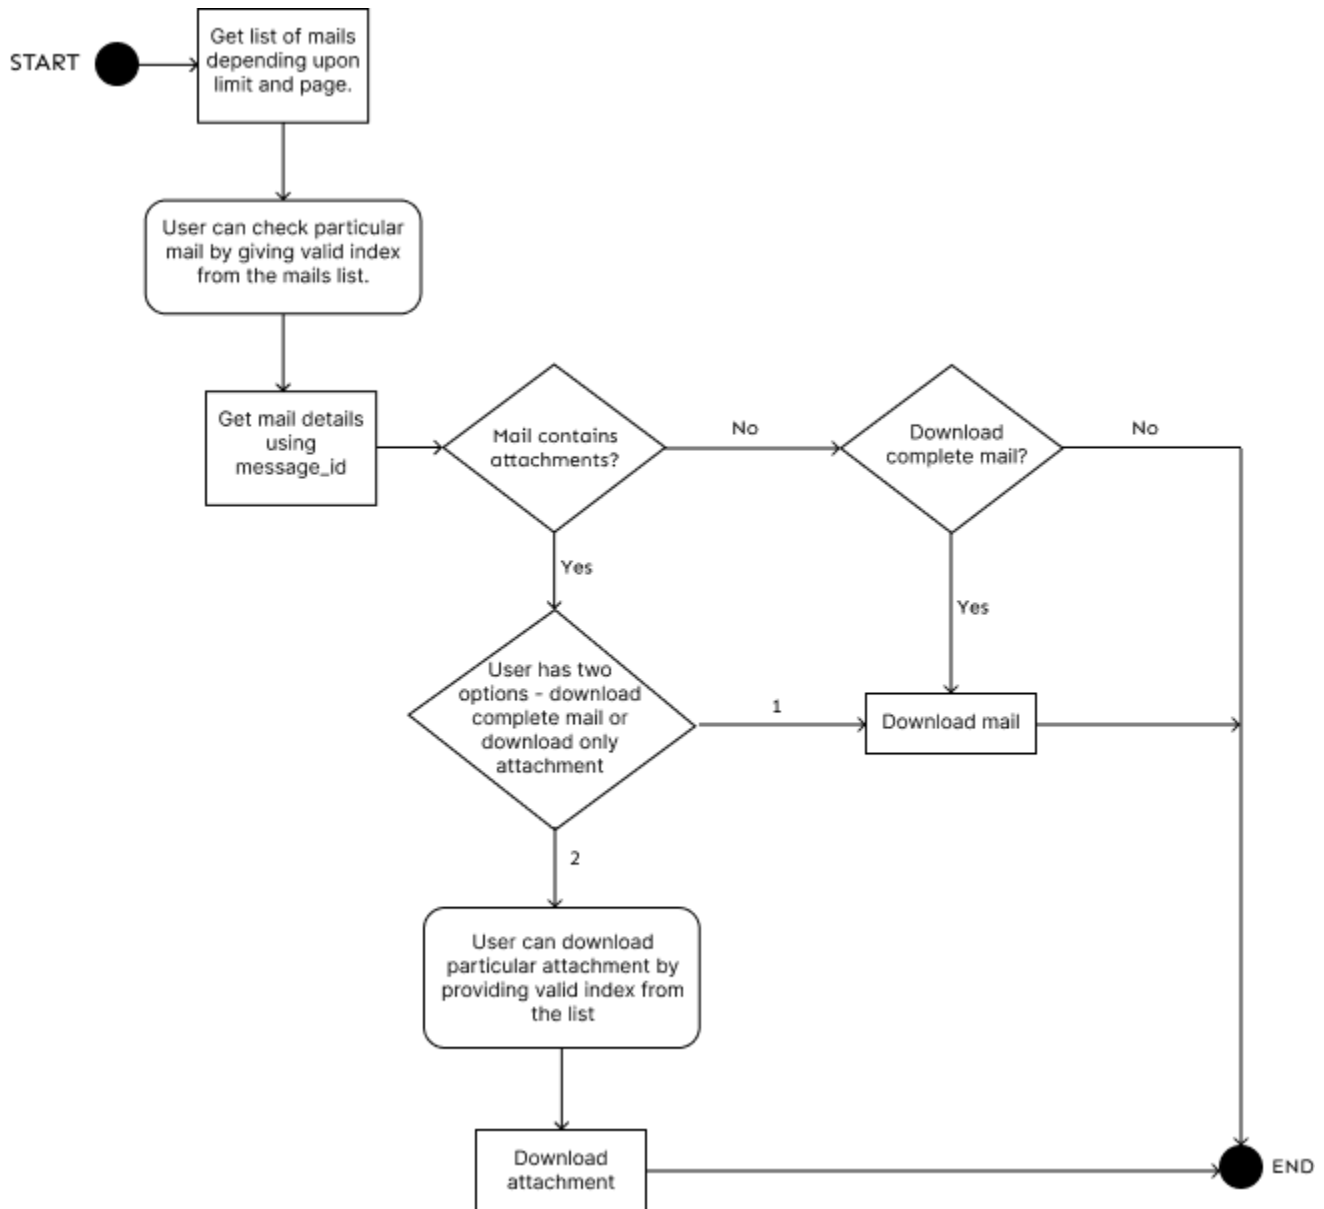 START
Get list of mails
depending upon
limit and page.
User can check particular
mail by giving valid index
from the mails list.
Get mail details
using
message_id
Mail contains
attachments?
No
Download
complete mail?
No
Yes
Yes
User has two
options - download
complete mail or
download only
attachment
1
Download mail
2
User can download
particular attachment by
providing valid index from
the list
Download
attachment
END